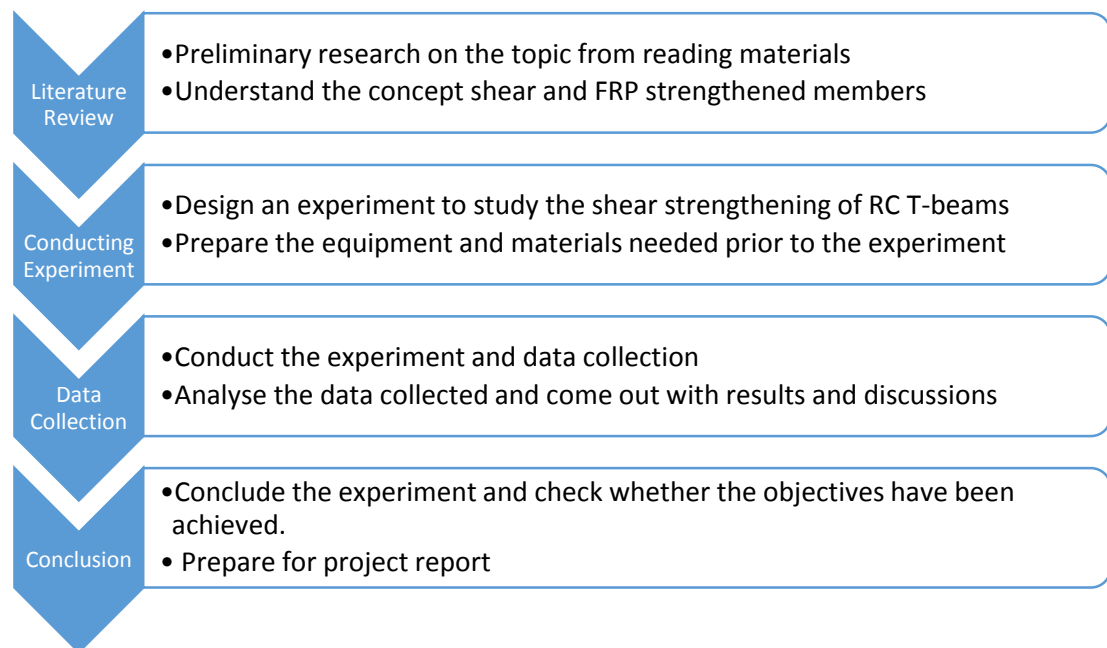 Literature
Review
•Preliminary research on the topic from reading materials
•Understand the concept shear and FRP strengthened members
Conducting
Experiment
•Design an experiment to study the shear strengthening of RC T-beams
•Prepare the equipment and materials needed prior to the experiment
Data
Collection
•Conduct the experiment and data collection
•Analyse the data collected and come out with results and discussions
Conclusion
•Conclude the experiment and check whether the objectives have been
achieved.
• Prepare for project report